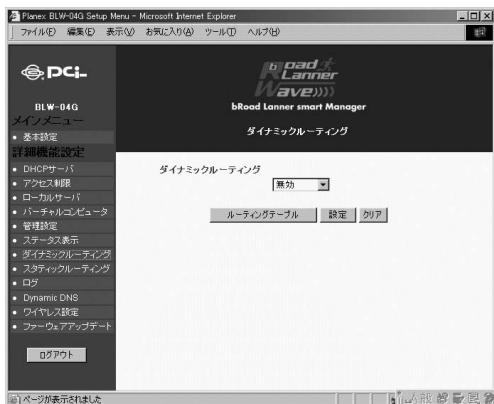 Planex BLW-04G Setup Menu - Microsoft Internet Explorer
ファイル(F) 編集(E) 表示(V) お気に入り(A) ツール(T) ヘルプ(H)
PCi
BLW-04G
メインメニュー
基本設定
詳細機能設定
DHCPサーバ
アクセス制限
ローカルサーバ
バーチャルコンピュータ
管理設定
ステータス表示
ダイナミックルーティング
スタティックルーティング
ログ
Dynamic DNS
ワイヤレス設定
ファーウェアアップデート
ログアウト
bRoad
Lanner
Wave))))
bRoad Lanner smart Manager
ダイナミックルーティング
ダイナミックルーティング
無効
ルーティングテーブル 設定 クリア
ページが表示されました